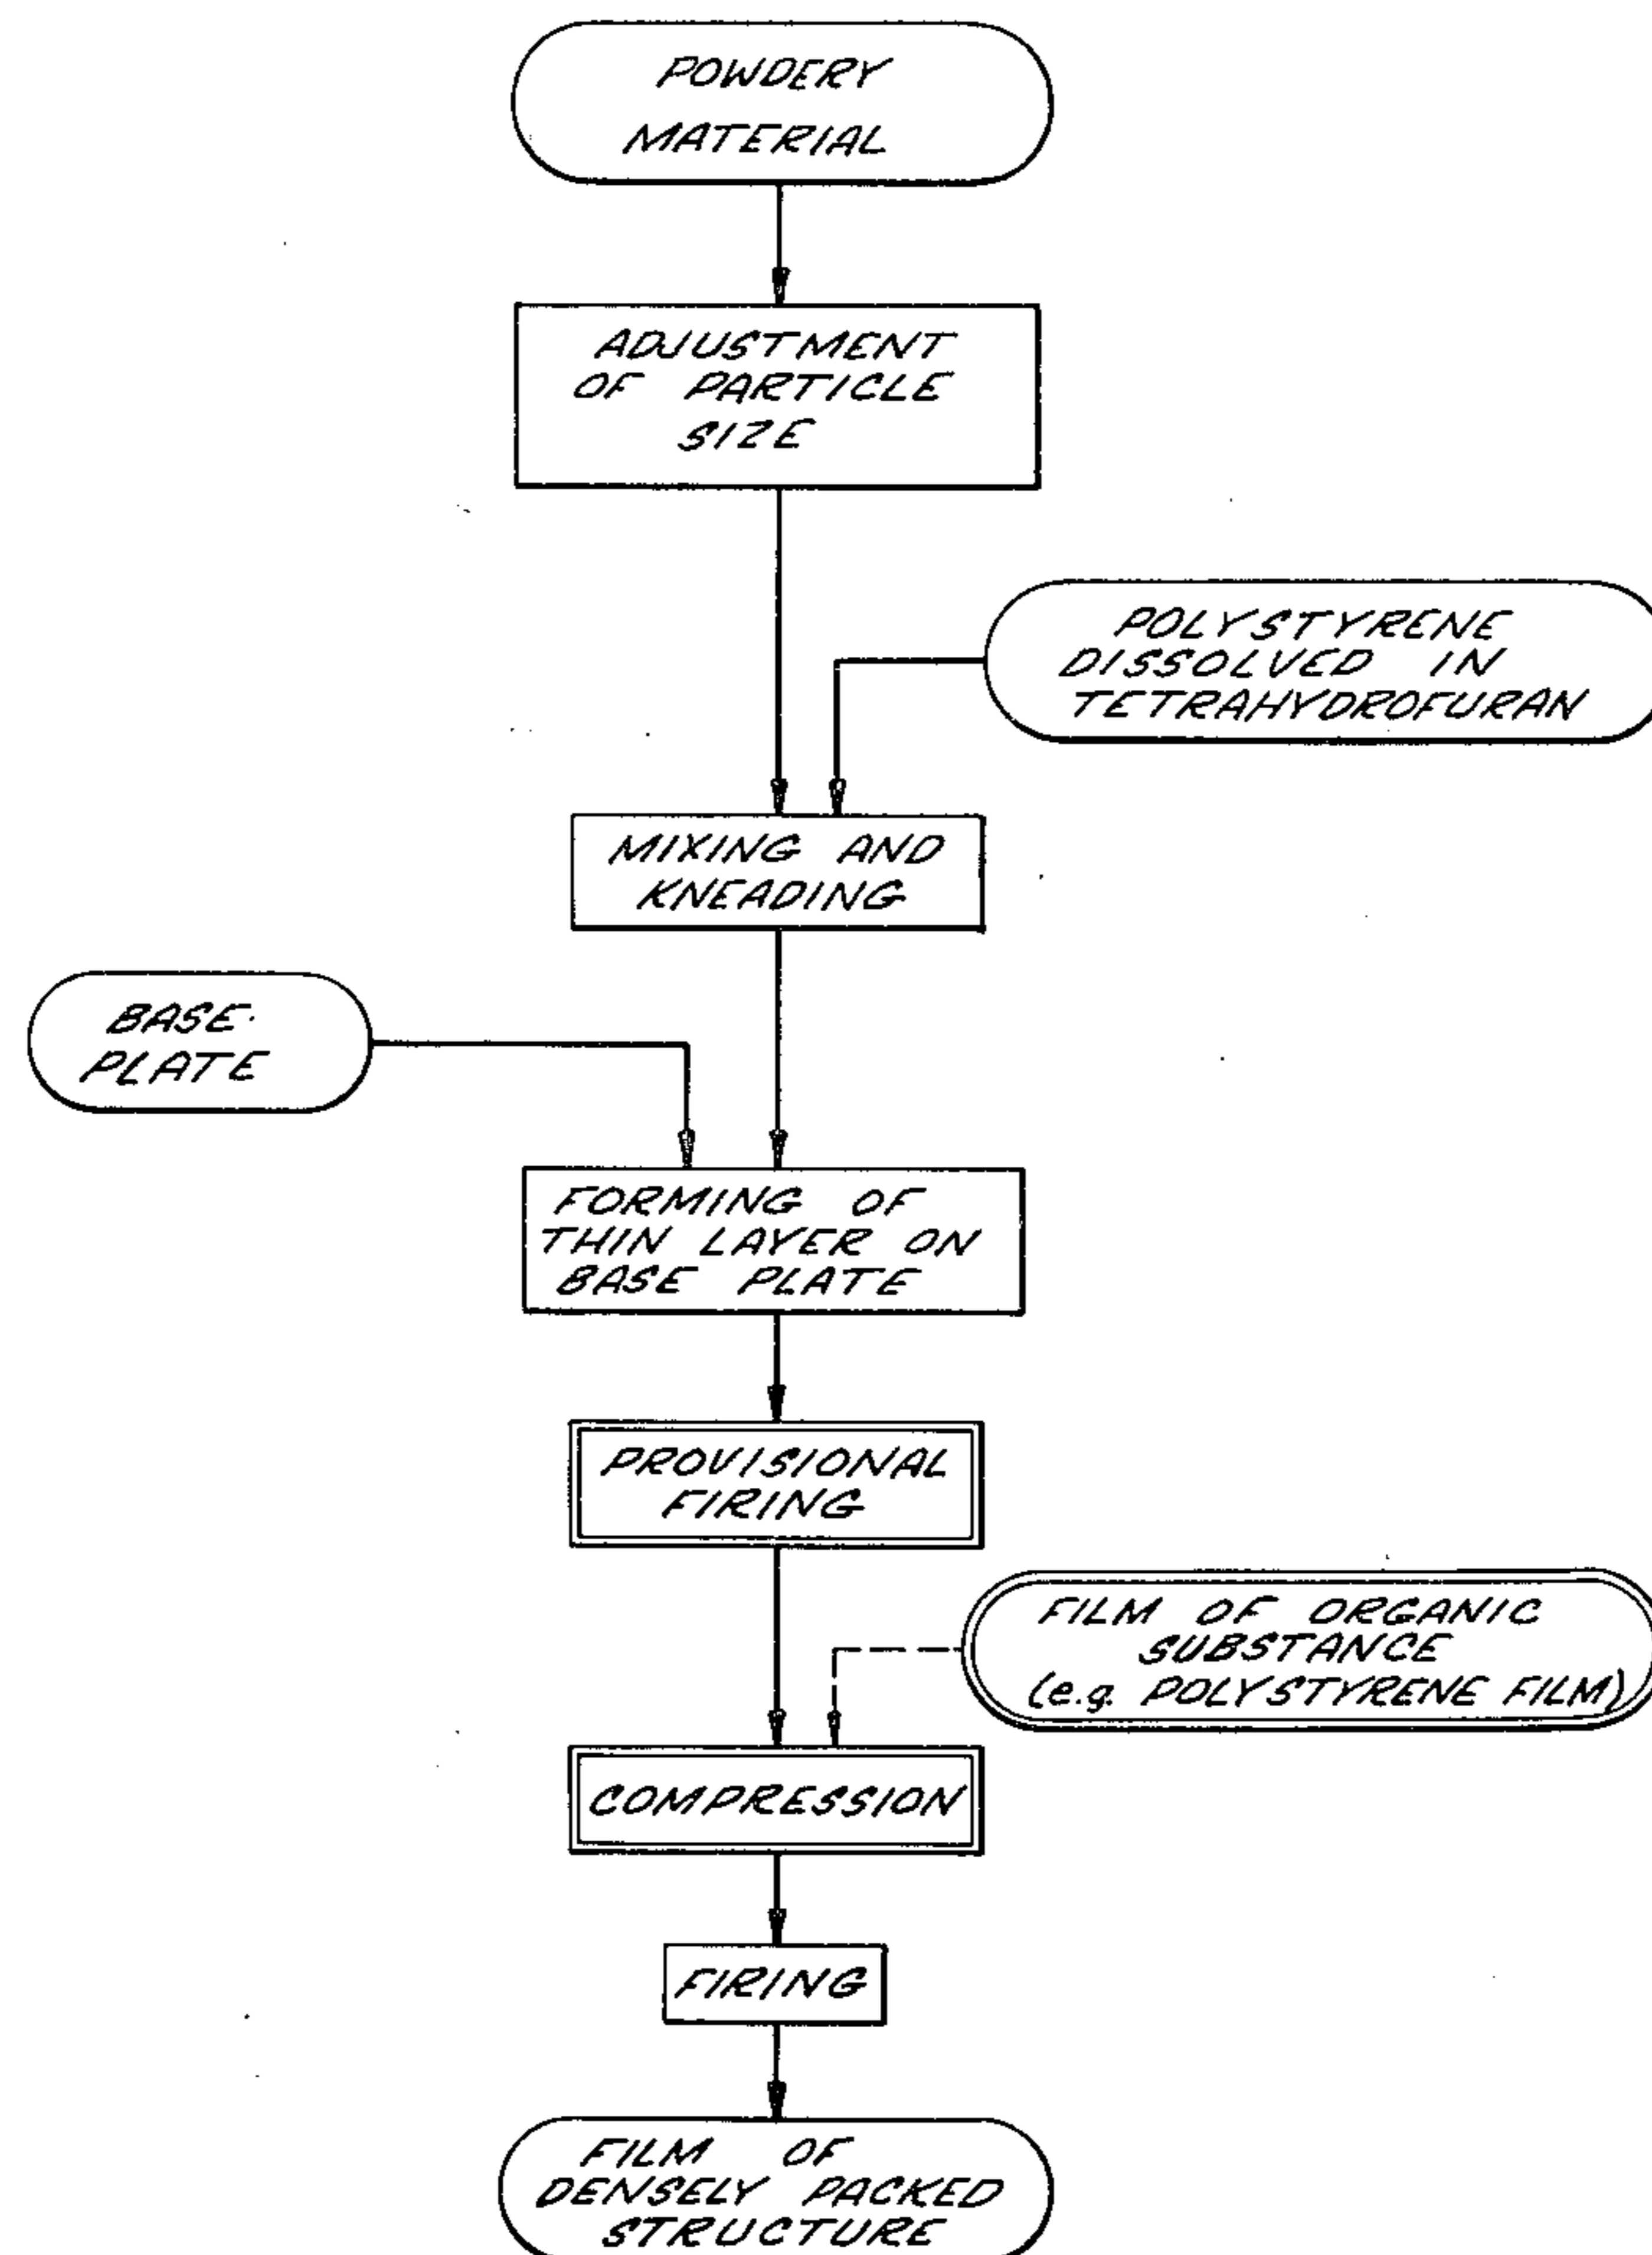 POWDERY
MATERIAL
ADJUSTMENT
OF PARTICLE
SIZE
POLYSTYRENE
DISSOLVED IN
TETRAHYDROFURAN
MIXING AND
KNEADING
BASE
PLATE
FORMING OF
THIN LAYER ON
BASE PLATE
PROVISIONAL
FIRING
FILM OF ORGANIC
SUBSTANCE
(e.g. POLYSTYRENE FILM)
COMPRESSION
FIRING
FILM OF
DENSELY PACKED
STRUCTURE